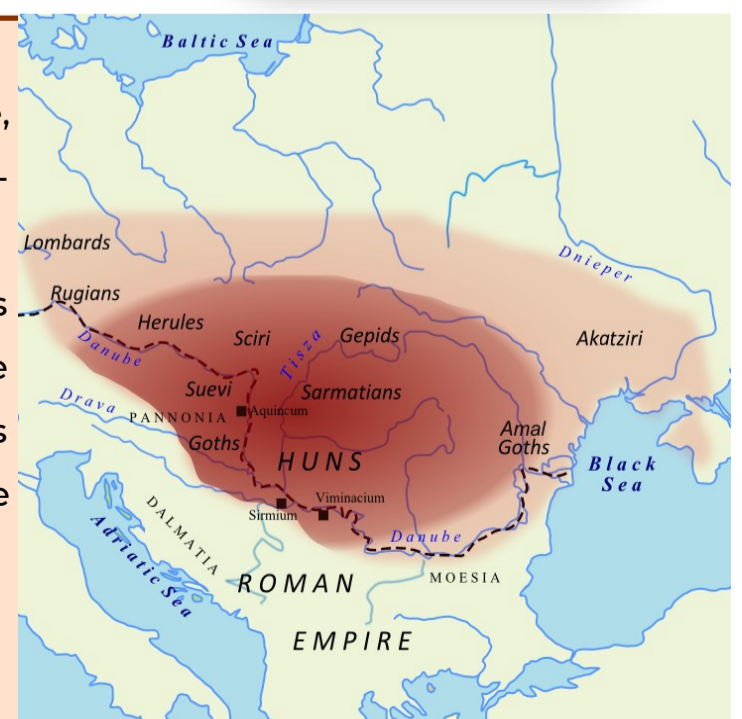 Baltic Sea
Lombards
Dnieper
Rugians
Herules
Sciri
Tisza
Gepids
Akatziri
Danube
Suevi
Sarmatians
Drava
PANNONIA
Aquincum
Goths
Amal
Goths
HUNS
Black
Sea
Viminacium
Sirmium
DALMATIA
Adriatic Sea
Danube
MOESIA
ROMAN
EMPIRE